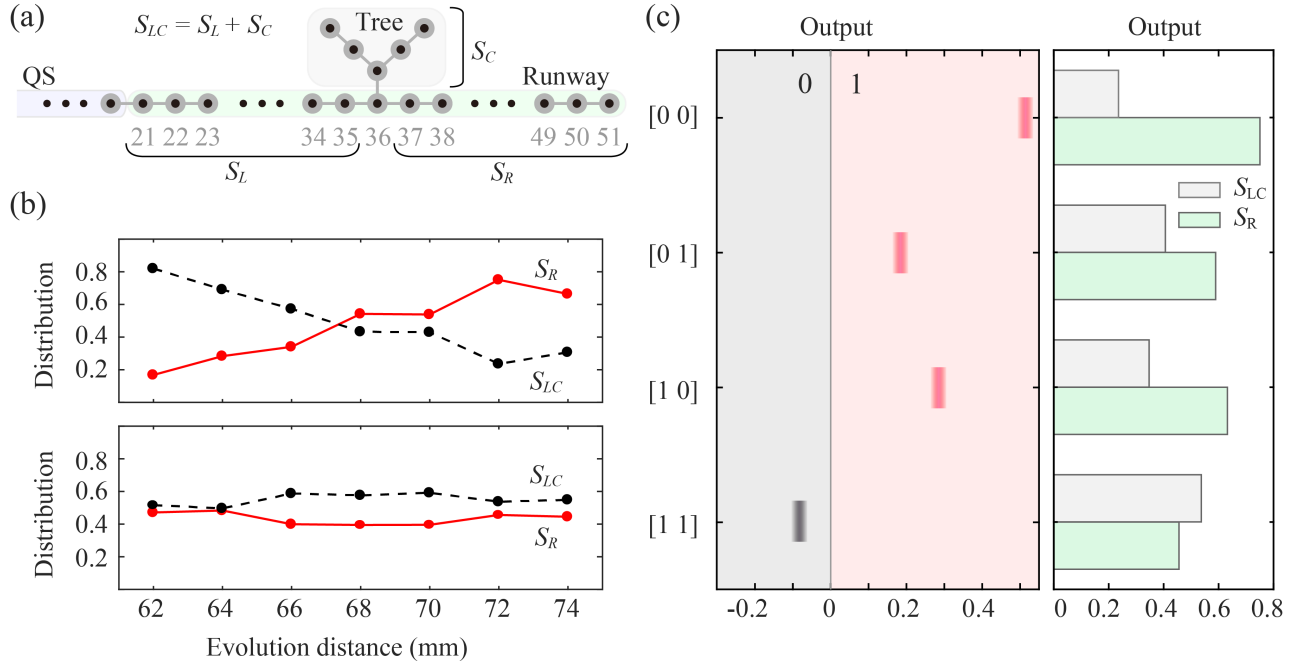 (a)
S_LC = S_L + S_C
Tree
S_C
QS
Runway
21 22 23 34 35 36 37 38 49 50 51
S_L
S_R
(b)
Distribution
0.8
0.6
0.4
0.2
S_R
S_LC
Distribution
0.8
0.6
0.4
0.2
S_LC
S_R
62 64 66 68 70 72 74
Evolution distance (mm)
(c)
Output
0 1
[0 0]
[0 1]
[1 0]
[1 1]
-0.2 0 0.2 0.4
Output
S_LC
S_R
0 0.2 0.4 0.6 0.8